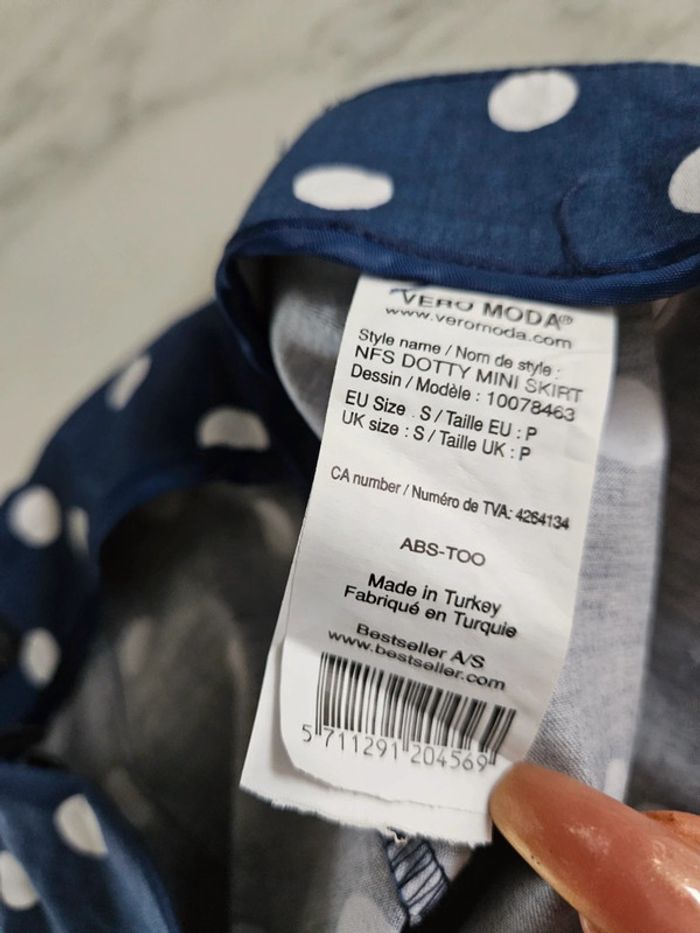 VERO MODA®
www.veromoda.com
Style name / Nom de style :
NFS DOTTY MINI SKIRT
Dessin / Modèle : 10078463
EU Size . S / Taille EU : P
UK size : S / Taille UK : P
CA number / Numéro de TVA: 4264134
ABS-TOO
Made in Turkey
Fabriqué en Turquie
Bestseller A/S
www.bestseller.com
5 711291 204569